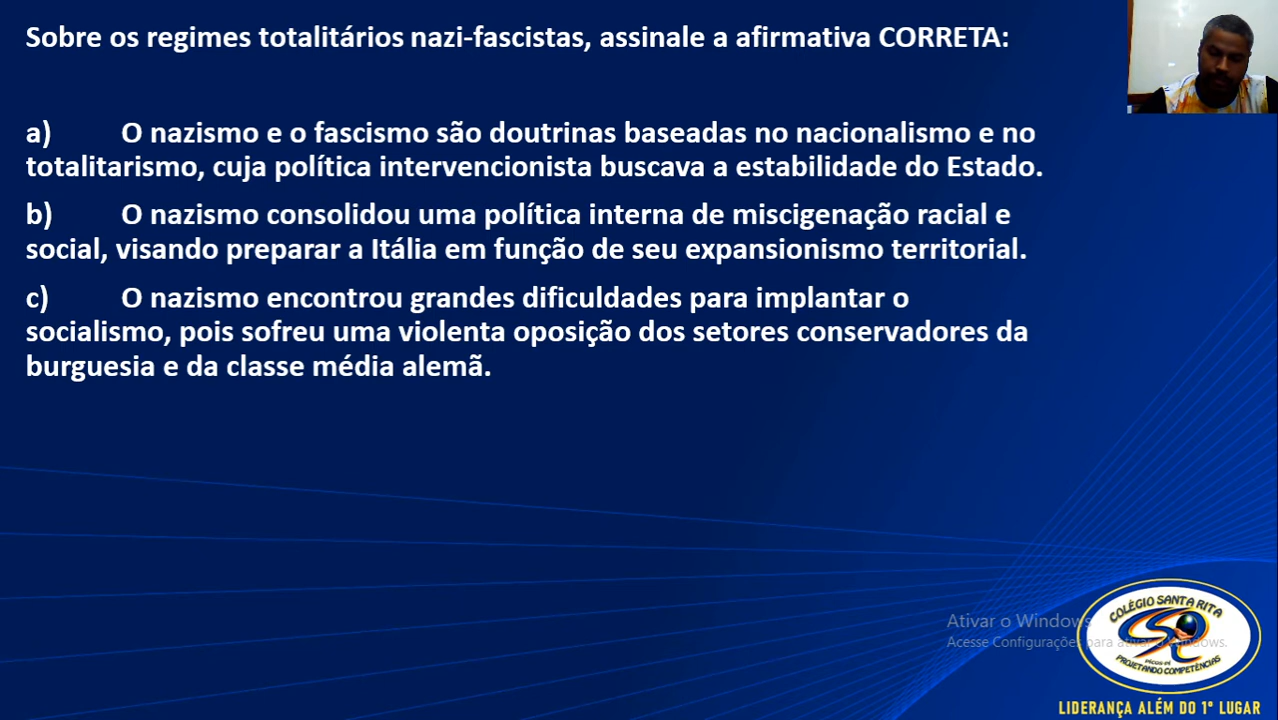 Sobre os regimes totalitários nazi-fascistas, assinale a afirmativa CORRETA:
a) O nazismo e o fascismo são doutrinas baseadas no nacionalismo e no
totalitarismo, cuja política intervencionista buscava a estabilidade do Estado.
b) O nazismo consolidou uma política interna de miscigenação racial e
social, visando preparar a Itália em função de seu expansionismo territorial.
c) O nazismo encontrou grandes dificuldades para implantar o
socialismo, pois sofreu uma violenta oposição dos setores conservadores da
burguesia e da classe média alemã.
Ativar o Windows
Acesse Configurações para ativar o Windows.
COLÉGIO SANTA RITA
PICOS-PI
PROJETANDO COMPETÊNCIAS
LIDERANÇA ALÉM DO 1º LUGAR